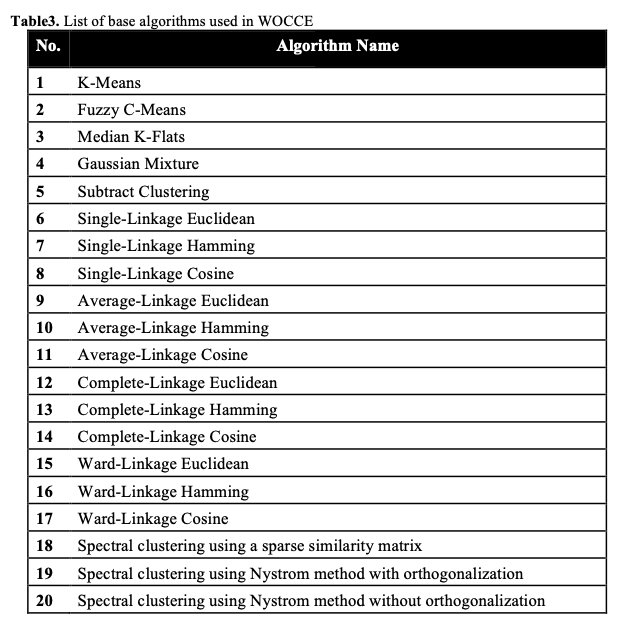 Table3. List of base algorithms used in WOCCE
No. Algorithm Name
1 K-Means
2 Fuzzy C-Means
3 Median K-Flats
4 Gaussian Mixture
5 Subtract Clustering
6 Single-Linkage Euclidean
7 Single-Linkage Hamming
8 Single-Linkage Cosine
9 Average-Linkage Euclidean
10 Average-Linkage Hamming
11 Average-Linkage Cosine
12 Complete-Linkage Euclidean
13 Complete-Linkage Hamming
14 Complete-Linkage Cosine
15 Ward-Linkage Euclidean
16 Ward-Linkage Hamming
17 Ward-Linkage Cosine
18 Spectral clustering using a sparse similarity matrix
19 Spectral clustering using Nystrom method with orthogonalization
20 Spectral clustering using Nystrom method without orthogonalization